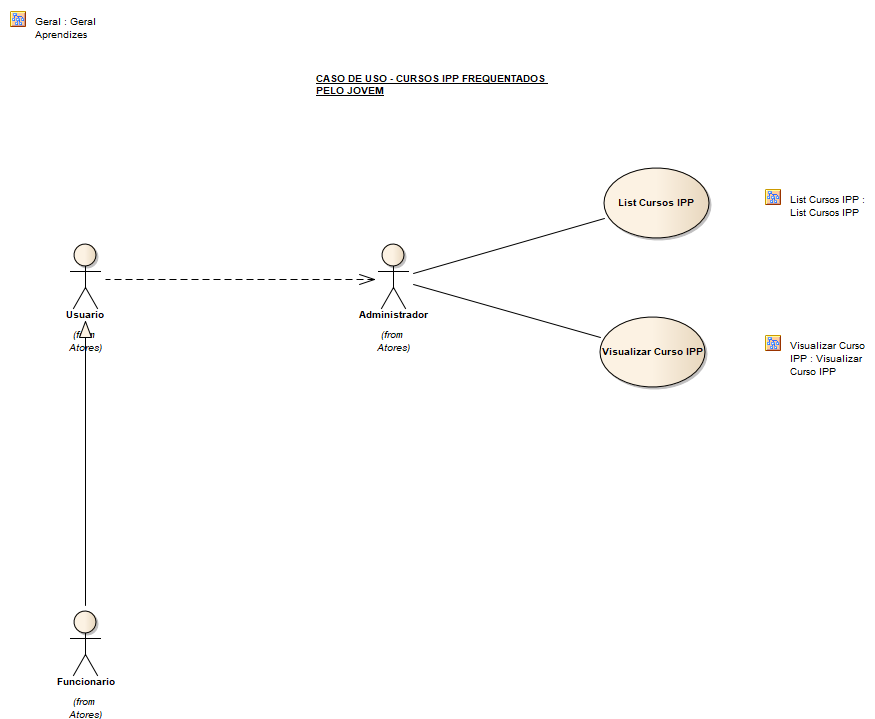 Geral : Geral
Aprendizes
CASO DE USO - CURSOS IPP FREQUENTADOS
PELO JOVEM
List Cursos IPP
List Cursos IPP :
List Cursos IPP
Usuario
(from
Atores)
Administrador
(from
Atores)
Visualizar Curso IPP
Visualizar Curso
IPP : Visualizar
Curso IPP
Funcionario
(from
Atores)